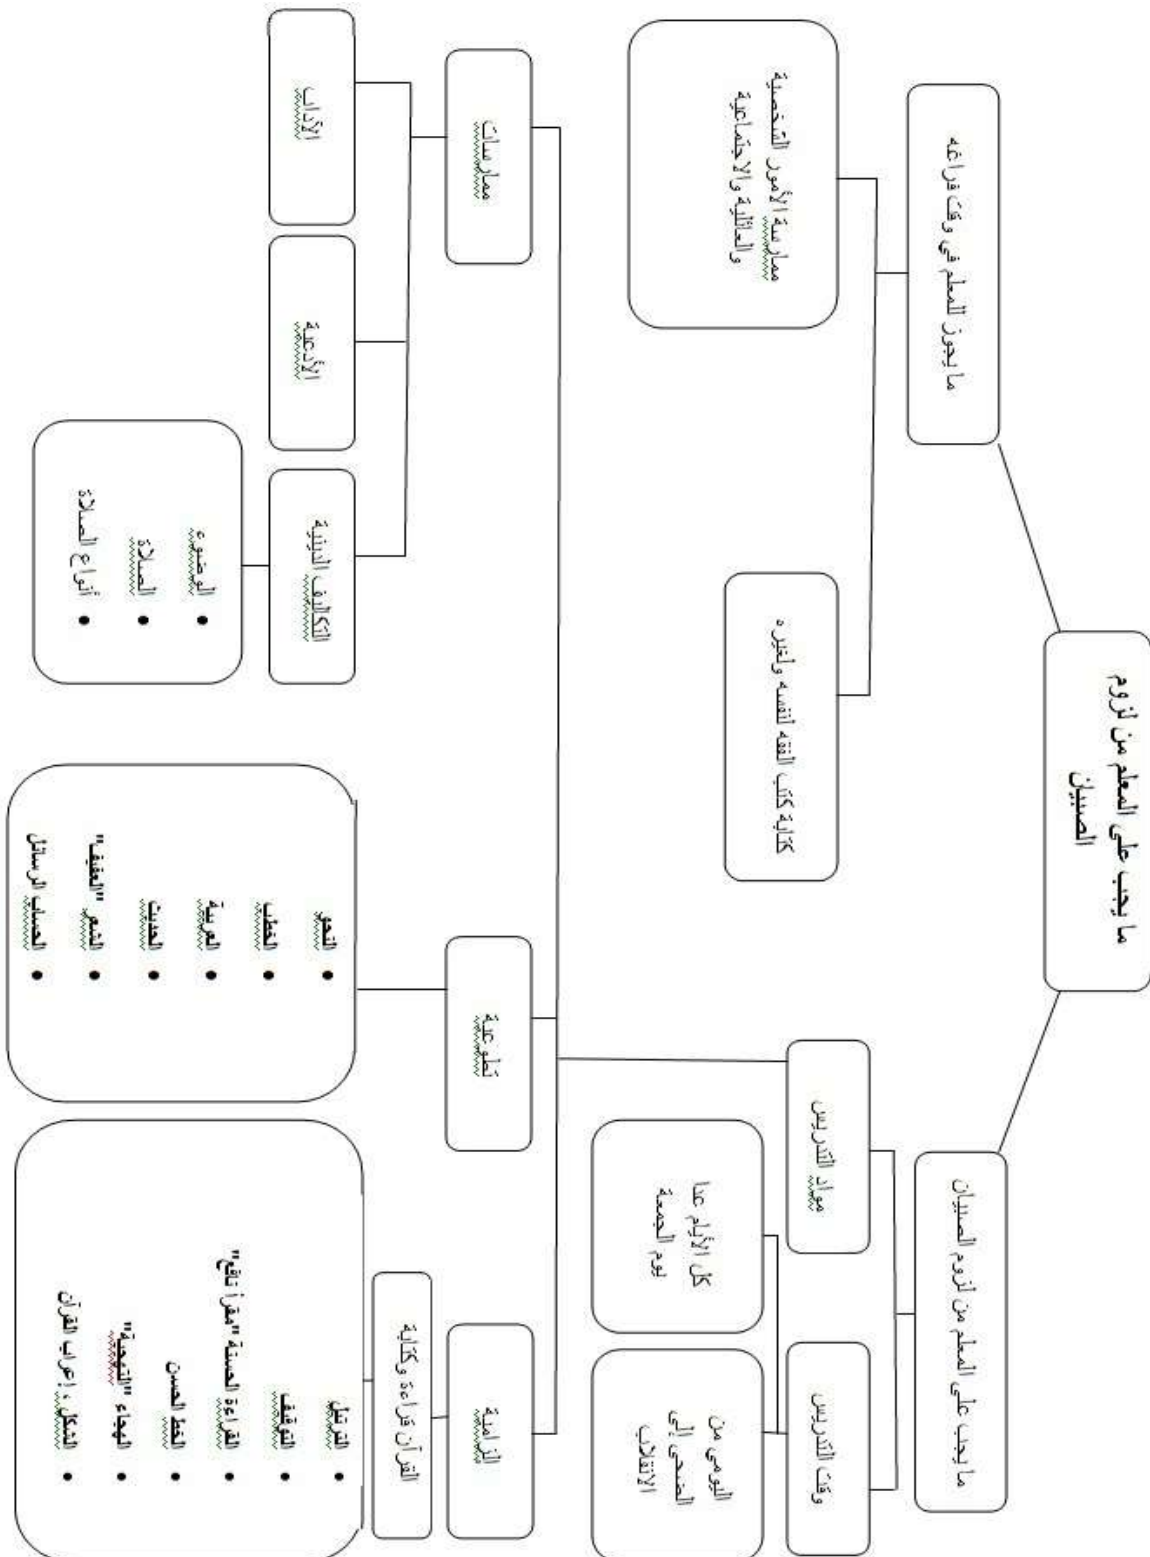 ما يجب على المعلم من لزوم
الصبيان
ما يجب على المعلم من لزوم الصبيان
ما يجوز للمعلم في وقت فراغه
وقت التدريس
مواد التدريس
كتابة كتب الفقه لنفسه ولغيره
ممارسة الأمور الشخصية
والعائلية والاجتماعية
اليومي من
الضحى إلى
الانقلاب
كل الأيام عدا
يوم الجمعة
إلزامية
تطوعية
ممارسات
القرآن قراءة وكتابة
التكاليف الدينية
الأدعية
الآداب
• الترتيل
• التوقيف
• القراءة الحسنة "مقرأ نافع"
• الخط الحسن
• الهجاء "التهجية"
• الشكل ، إعراب القرآن
• النحو
• الخطب
• العربية
• الحديث
• الشعر "العفيف"
• الحساب الرسائل
• الوضوء
• الصلاة
• أنواع الصلاة